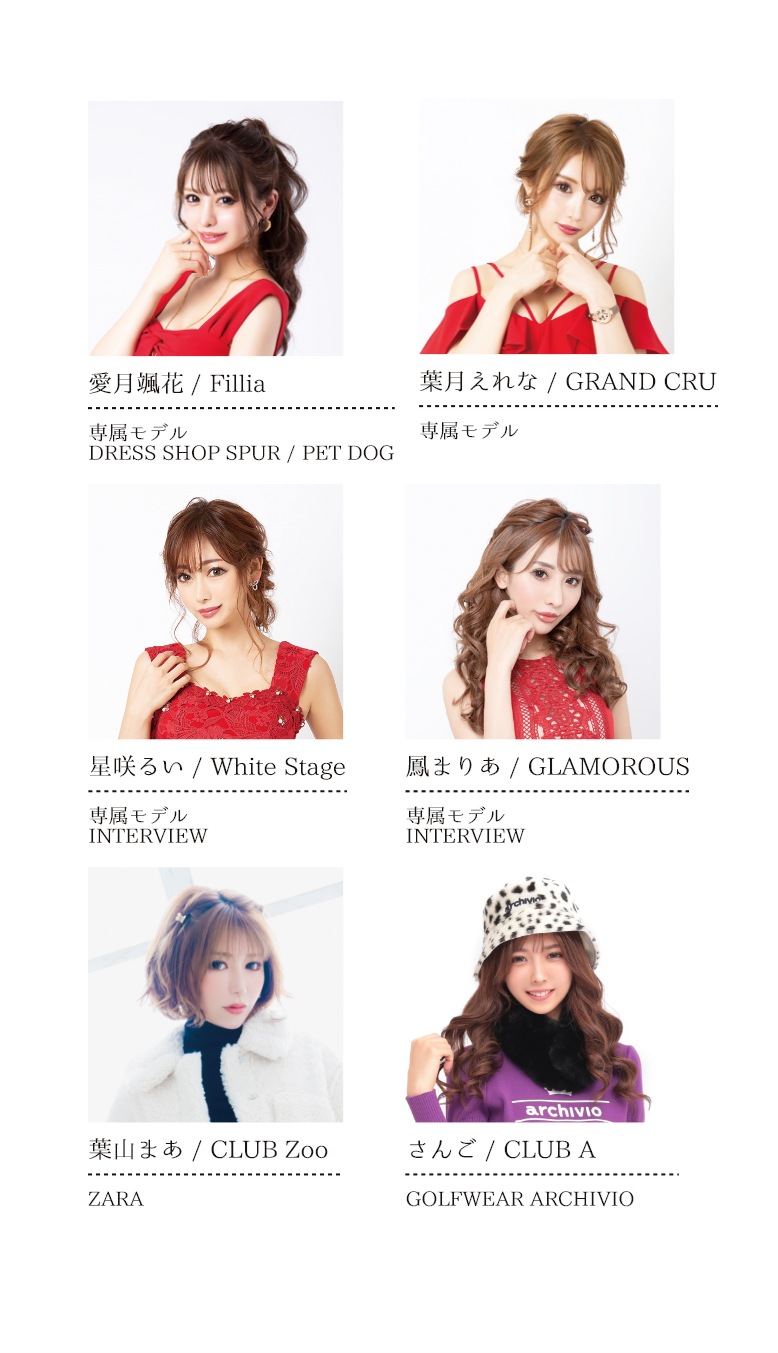 愛月颯花 / Fillia
専属モデル
DRESS SHOP SPUR / PET DOG
葉月えれな / GRAND CRU
専属モデル
星咲るい / White Stage
専属モデル
INTERVIEW
鳳まりあ / GLAMOROUS
専属モデル
INTERVIEW
葉山まあ / CLUB Zoo
ZARA
archivio
archivio
さんご / CLUB A
GOLFWEAR ARCHIVIO